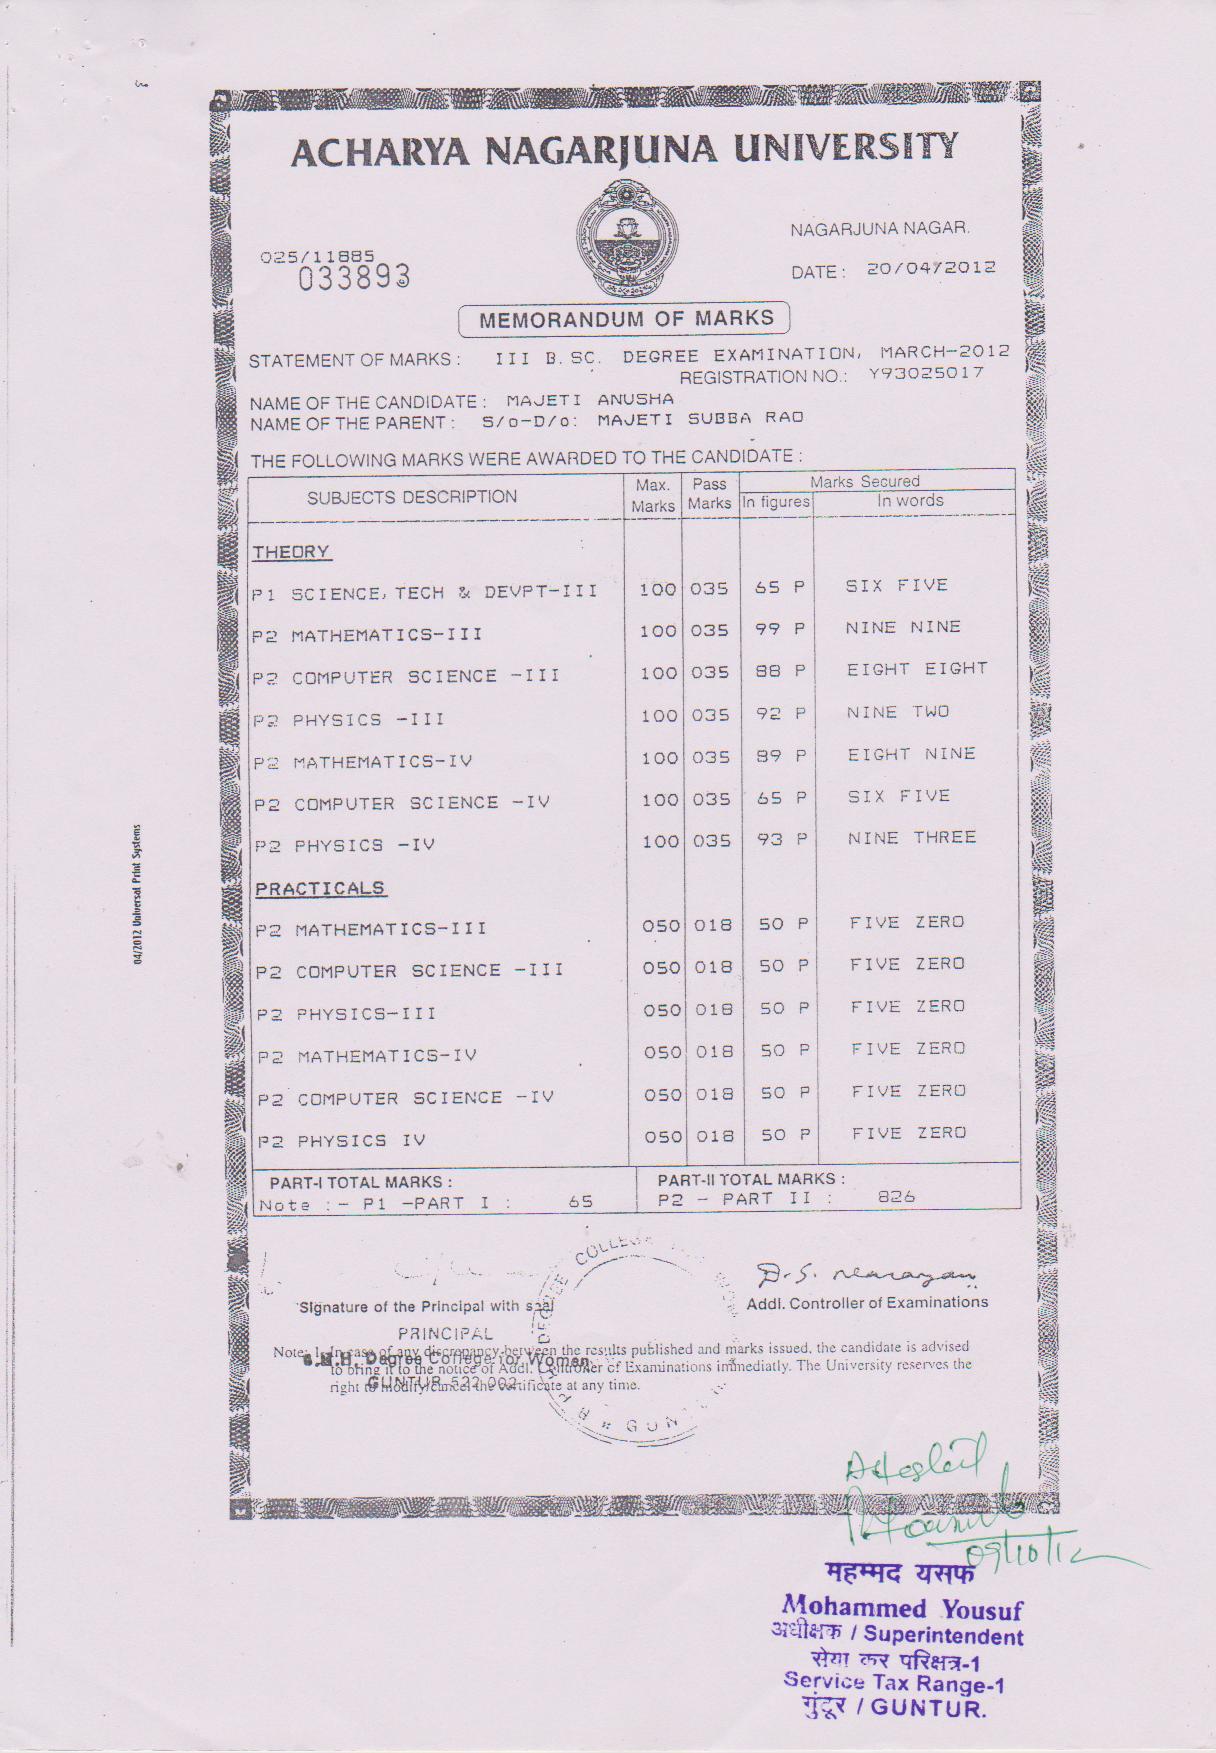 ACHARYA NAGARJUNA UNIVERSITY
NAGARJUNA NAGAR.
025/11885
033893
DATE : 20/04/2012
MEMORANDUM OF MARKS
STATEMENT OF MARKS : III B.SC. DEGREE EXAMINATION, MARCH-2012
REGISTRATION NO.: Y93025017
NAME OF THE CANDIDATE : MAJETI ANUSHA
NAME OF THE PARENT : S/o-D/o: MAJETI SUBBA RAO
THE FOLLOWING MARKS WERE AWARDED TO THE CANDIDATE :
SUBJECTS DESCRIPTION Max. Marks Pass Marks Marks Secured
In figures In words
THEORY
P1 SCIENCE, TECH & DEVPT-III 100 035 65 P SIX FIVE
P2 MATHEMATICS-III 100 035 99 P NINE NINE
P2 COMPUTER SCIENCE -III 100 035 88 P EIGHT EIGHT
P2 PHYSICS -III 100 035 92 P NINE TWO
P2 MATHEMATICS-IV 100 035 89 P EIGHT NINE
P2 COMPUTER SCIENCE -IV 100 035 65 P SIX FIVE
P2 PHYSICS -IV 100 035 93 P NINE THREE
PRACTICALS
P2 MATHEMATICS-III 050 018 50 P FIVE ZERO
P2 COMPUTER SCIENCE -III 050 018 50 P FIVE ZERO
P2 PHYSICS-III 050 018 50 P FIVE ZERO
P2 MATHEMATICS-IV 050 018 50 P FIVE ZERO
P2 COMPUTER SCIENCE -IV 050 018 50 P FIVE ZERO
P2 PHYSICS IV 050 018 50 P FIVE ZERO
PART-I TOTAL MARKS : PART-II TOTAL MARKS :
Note :- P1 -PART I : 65 P2 - PART II : 826
04/2012 Universal Print Systems
Signature of the Principal with seal
Addl. Controller of Examinations
PRINCIPAL
Note: 1. In case of any discrepancy between the results published and marks issued, the candidate is advised
Degree College for Women
to bring it to the notice of Addl. Controller of Examinations immediatly. The University reserves the
GUNTUR-522 002
right to modify/cancel the certificate at any time.
DEGREE COLLEGE
Attested
09/10/12
महम्मद यसफ
Mohammed Yousuf
अधीक्षक / Superintendent
सेवा कर परिक्षत्र-1
Service Tax Range-1
गुंटूर / GUNTUR.